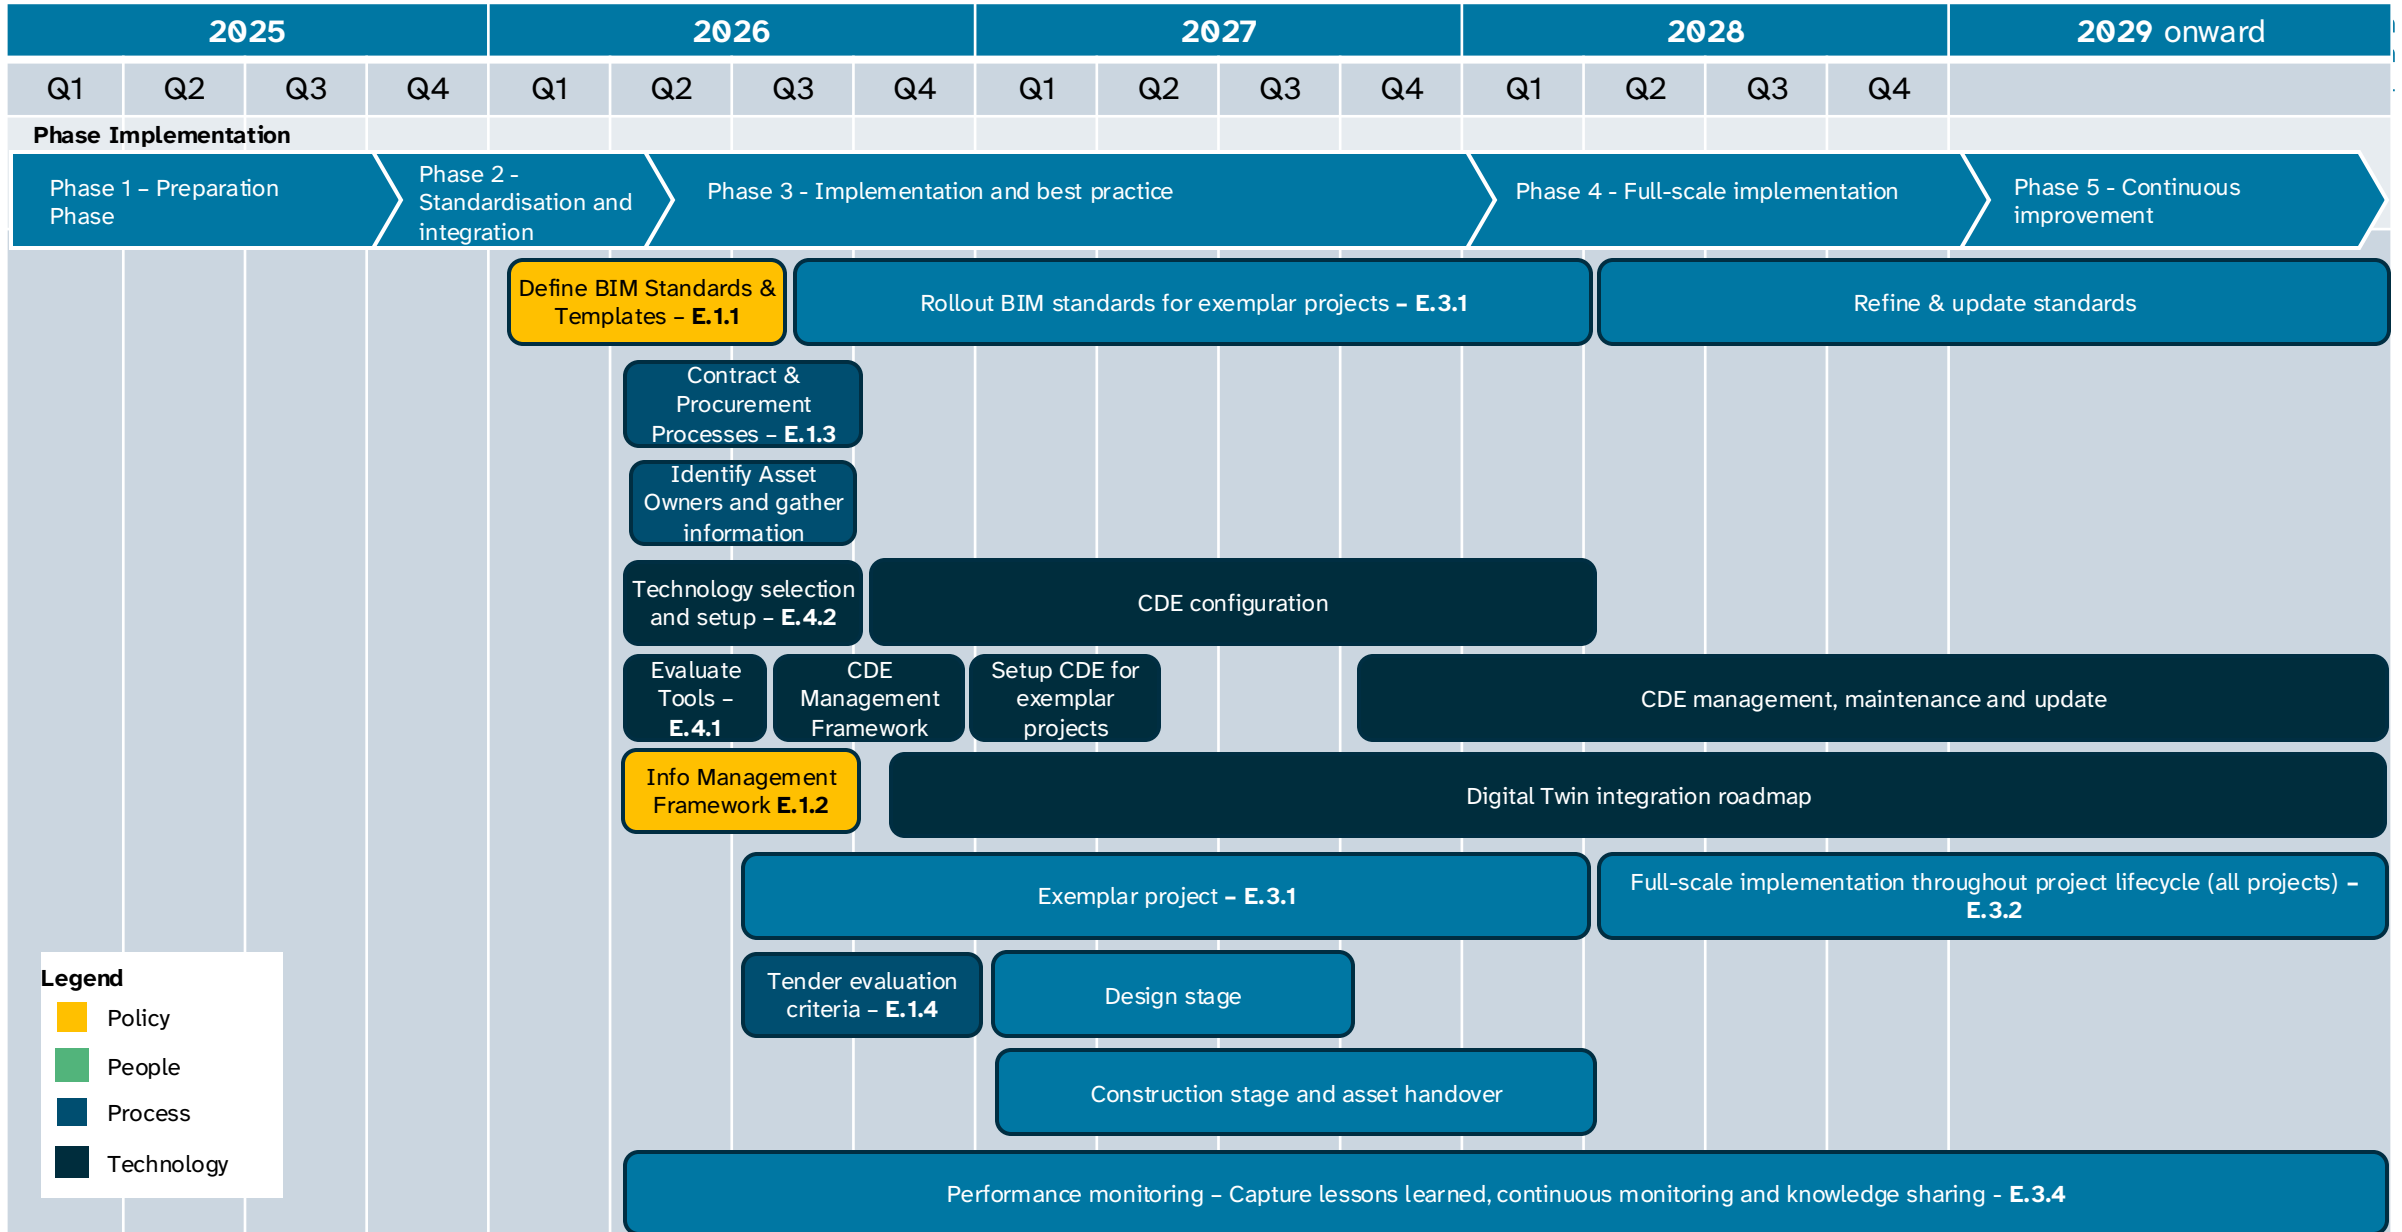 2025
2026
2027
2028
2029 onward
Q1
Q2
Q3
Q4
Q1
Q2
Q3
Q4
Q1
Q2
Q3
Q4
Q1
Q2
Q3
Q4
Phase Implementation
Phase 1 – Preparation
Phase
Phase 2 -
Standardisation and
integration
Phase 3 - Implementation and best practice
Phase 4 - Full-scale implementation
Phase 5 - Continuous
improvement
Define BIM Standards &
Templates – E.1.1
Rollout BIM standards for exemplar projects – E.3.1
Refine & update standards
Contract &
Procurement
Processes – E.1.3
Identify Asset
Owners and gather
information
Technology selection
and setup – E.4.2
CDE configuration
Evaluate
Tools –
E.4.1
CDE
Management
Framework
Setup CDE for
exemplar
projects
CDE management, maintenance and update
Info Management
Framework E.1.2
Digital Twin integration roadmap
Exemplar project – E.3.1
Full-scale implementation throughout project lifecycle (all projects) –
E.3.2
Tender evaluation
criteria – E.1.4
Design stage
Construction stage and asset handover
Performance monitoring – Capture lessons learned, continuous monitoring and knowledge sharing - E.3.4
Legend
Policy
People
Process
Technology